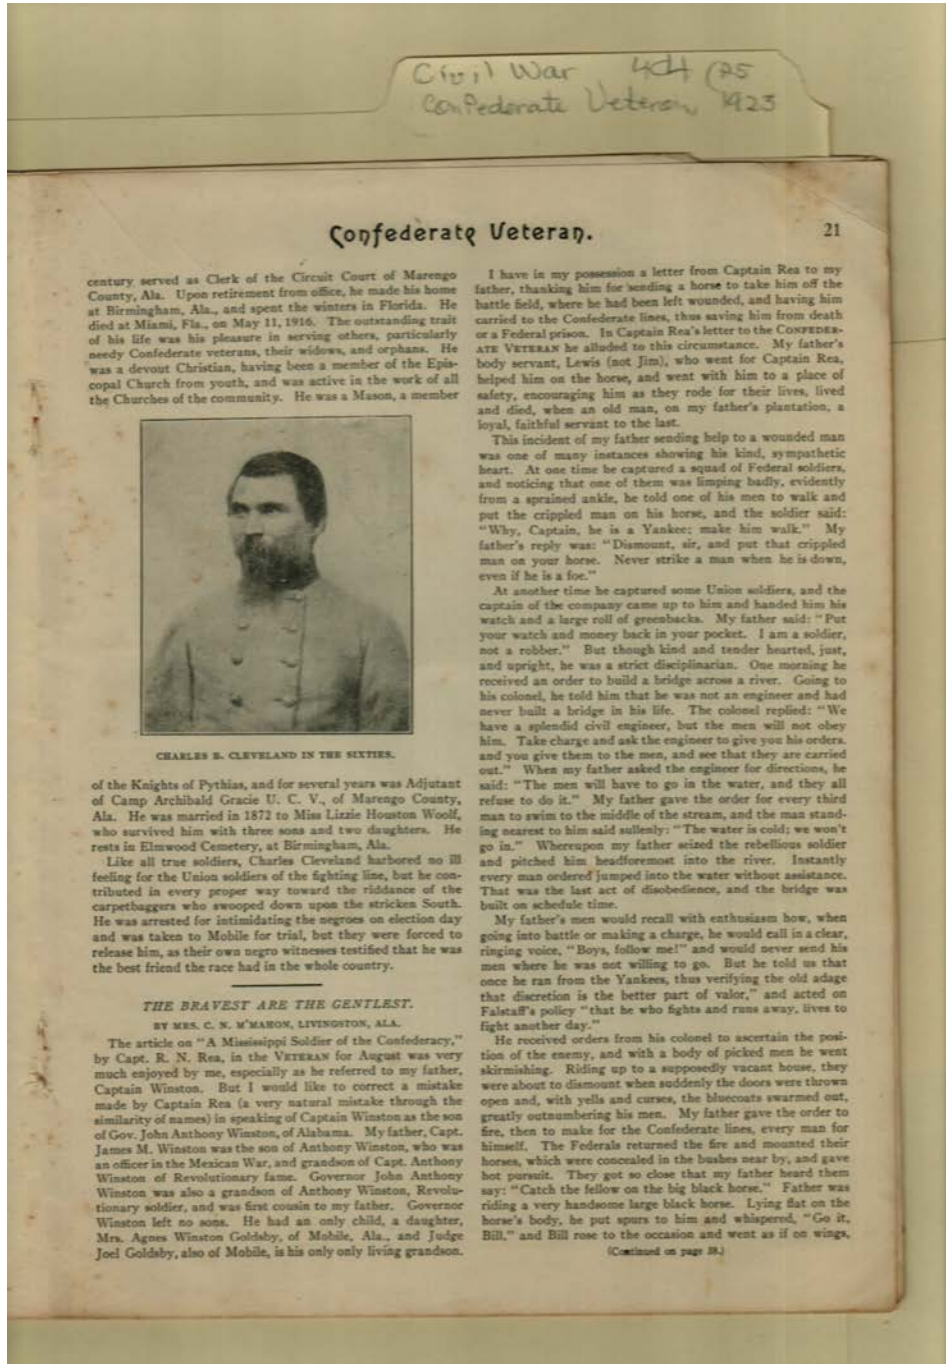 Civil War
Confederate Veteran, 1923
Confederate Veteran.
21
century served as Clerk of the Circuit Court of Marengo
County, Ala. Upon retirement from office, he made his home
at Birmingham, Ala., and spent the winters in Florida. He
died at Miami, Fla., on May 11, 1916. The outstanding trait
of his life was his pleasure in serving others, particularly
needy Confederate veterans, their widows, and orphans. He
was a devout Christian, having been a member of the Epis-
copal Church from youth, and was active in the work of all
the Churches of the community. He was a Mason, a member
CHARLES B. CLEVELAND IN THE SIXTIES.
of the Knights of Pythias, and for several years was Adjutant
of Camp Archibald Gracie U. C. V., of Marengo County,
Ala. He was married in 1872 to Miss Lizzie Houston Woolf,
who survived him with three sons and two daughters. He
rests in Elmwood Cemetery, at Birmingham, Ala.
Like all true soldiers, Charles Cleveland harbored no ill
feeling for the Union soldiers of the fighting line, but he con-
tributed in every proper way toward the riddance of the
carpetbaggers who swooped down upon the stricken South.
He was arrested for intimidating the negroes on election day
and was taken to Mobile for trial, but they were forced to
release him, as their own negro witnesses testified that he was
the best friend the race had in the whole country.
THE BRAVEST ARE THE GENTLEST.
BY MRS. C. N. M'MAHON, LIVINGSTON, ALA.
The article on "A Mississippi Soldier of the Confederacy,"
by Capt. R. N. Rea, in the VETERAN for August was very
much enjoyed by me, especially as he referred to my father,
Captain Winston. But I would like to correct a mistake
made by Captain Rea (a very natural mistake through the
similarity of names) in speaking of Captain Winston as the son
of Gov. John Anthony Winston, of Alabama. My father, Capt.
James M. Winston was the son of Anthony Winston, who was
an officer in the Mexican War, and grandson of Capt. Anthony
Winston of Revolutionary fame. Governor John Anthony
Winston was also a grandson of Anthony Winston, Revolu-
tionary soldier, and was first cousin to my father. Governor
Winston left no sons. He had an only child, a daughter,
Mrs. Agnes Winston Goldsby, of Mobile, Ala., and Judge
Joel Goldsby, also of Mobile, is his only only living grandson.
I have in my possession a letter from Captain Rea to my
father, thanking him for sending a horse to take him off the
battle field, where he had been left wounded, and having him
carried to the Confederate lines, thus saving him from death
or a Federal prison. In Captain Rea's letter to the CONFEDER-
ATE VETERAN he alluded to this circumstance. My father's
body servant, Lewis (not Jim), who went for Captain Rea,
helped him on the horse, and went with him to a place of
safety, encouraging him as they rode for their lives, lived
and died, when an old man, on my father's plantation, a
loyal, faithful servant to the last.
This incident of my father sending help to a wounded man
was one of many instances showing his kind, sympathetic
heart. At one time he captured a squad of Federal soldiers,
and noticing that one of them was limping badly, evidently
from a sprained ankle, he told one of his men to walk and
put the crippled man on his horse, and the soldier said:
"Why, Captain, he is a Yankee; make him walk." My
father's reply was: "Dismount, sir, and put that crippled
man on your horse. Never strike a man when he is down,
even if he is a foe."
At another time he captured some Union soldiers, and the
captain of the company came up to him and handed him his
watch and a large roll of greenbacks. My father said: "Put
your watch and money back in your pocket. I am a soldier,
not a robber." But though kind and tender hearted, just,
and upright, he was a strict disciplinarian. One morning he
received an order to build a bridge across a river. Going to
his colonel, he told him that he was not an engineer and had
never built a bridge in his life. The colonel replied: "We
have a splendid civil engineer, but the men will not obey
him. Take charge and ask the engineer to give you his orders,
and you give them to the men, and see that they are carried
out." When my father asked the engineer for directions, he
said: "The men will have to go in the water, and they all
refuse to do it." My father gave the order for every third
man to swim to the middle of the stream, and the man stand-
ing nearest to him said sullenly: "The water is cold; we won't
go in." Whereupon my father seized the rebellious soldier
and pitched him headforemost into the river. Instantly
every man ordered jumped into the water without assistance.
That was the last act of disobedience, and the bridge was
built on schedule time.
My father's men would recall with enthusiasm how, when
going into battle or making a charge, he would call in a clear,
ringing voice, "Boys, follow me!" and would never send his
men where he was not willing to go. But he told us that
once he ran from the Yankees, thus verifying the old adage
that discretion is the better part of valor," and acted on
Falstaff's policy "that he who fights and runs away, lives to
fight another day."
He received orders from his colonel to ascertain the posi-
tion of the enemy, and with a body of picked men he went
skirmishing. Riding up to a supposedly vacant house, they
were about to dismount when suddenly the doors were thrown
open and, with yells and curses, the bluecoats swarmed out,
greatly outnumbering his men. My father gave the order to
fire, then to make for the Confederate lines, every man for
himself. The Federals returned the fire and mounted their
horses, which were concealed in the bushes near by, and gave
hot pursuit. They got so close that my father heard them
say: "Catch the fellow on the big black horse." Father was
riding a very handsome large black horse. Lying flat on the
horse's body, he put spurs to him and whispered, "Go it,
Bill," and Bill rose to the occasion and went as if on wings,
(Continued on page 38.)